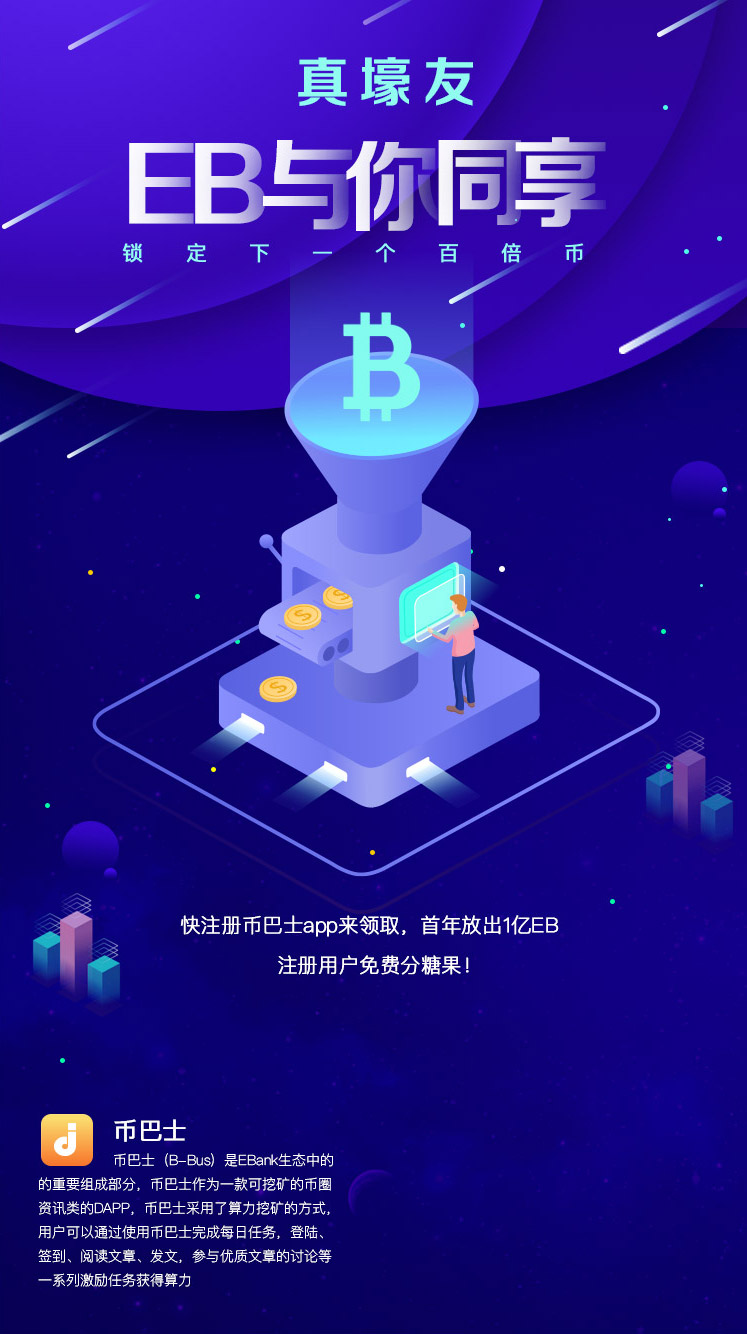 真壕友
EB与你同享
锁定下一个百倍币
快注册币巴士app来领取，首年放出1亿EB
注册用户免费分糖果！
币巴士
币巴士（B-Bus）是EBank生态中的
的重要组成部分，币巴士作为一款可挖矿的币圈
资讯类的DAPP，币巴士采用了算力挖矿的方式，
用户可以通过使用币巴士完成每日任务，登陆、
签到、阅读文章、发文，参与优质文章的讨论等
一系列激励任务获得算力